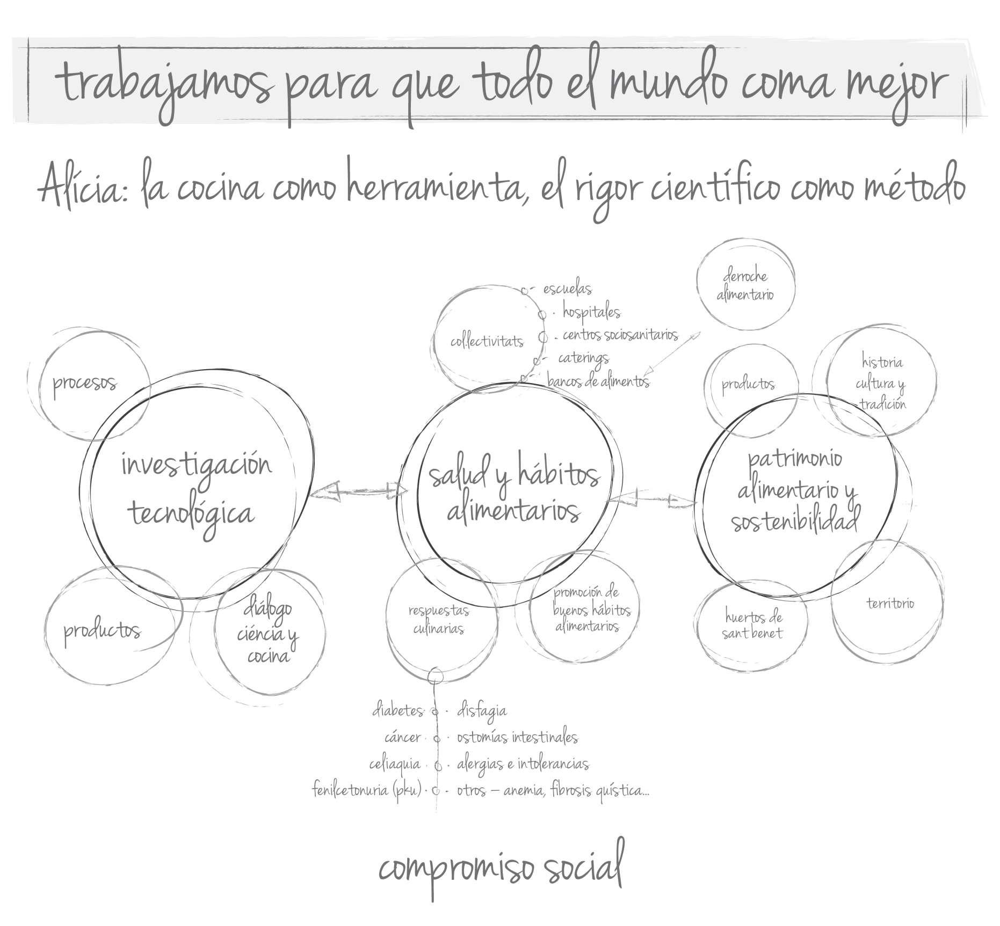 trabajamos para que todo el mundo coma mejor
Alícia: la cocina como herramienta, el rigor científico como método
derroche
alimentario
escuelas
hospitales
centros sociosanitarios
caterings
bancos de alimentos
col·lectivitats
procesos
productos
historia
cultura y
tradición
investigación
tecnológica
salud y hábitos
alimentarios
patrimonio
alimentario y
sostenibilidad
productos
diálogo
ciéncia y
cocina
respuestas
culinarias
promoción de
buenos hábitos
alimentarios
huertos de
sant benet
territorio
diabetes · · disfagia
cáncer · · ostomías intestinales
celiaquia · · alergias e intolerancias
fenilcetonuria (pku) · · otros – anemia, fibrosis quística...
compromiso social